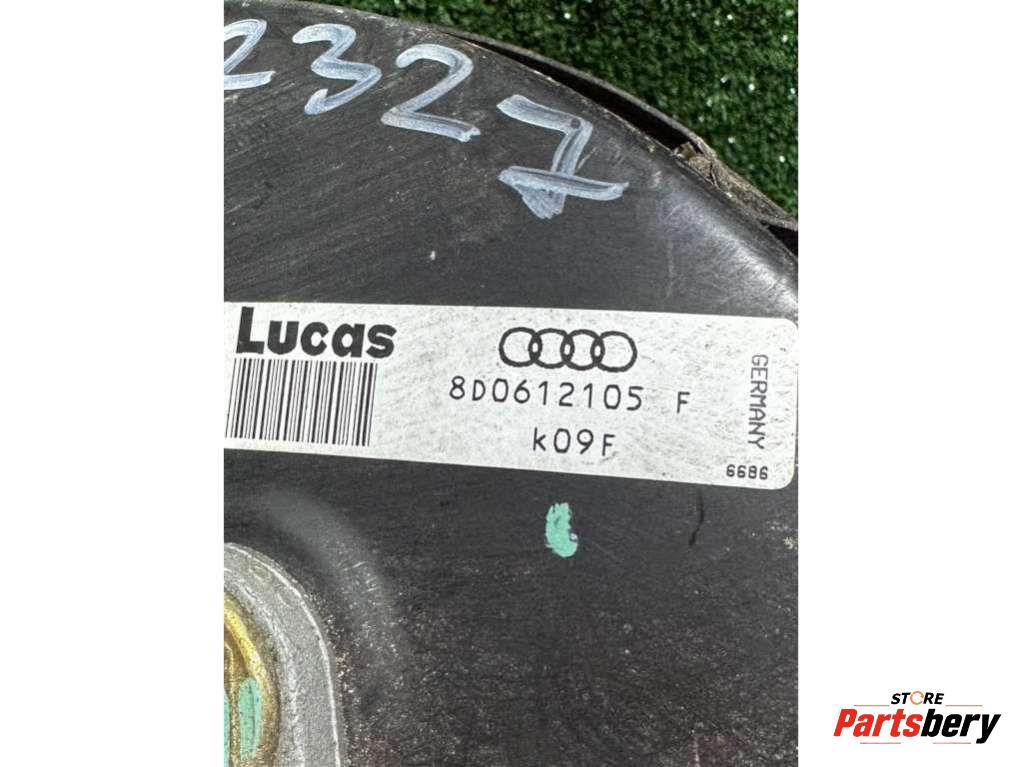 2327
Lucas
8D0612105 F
K09F
GERMANY
6686
STORE
Partsbery